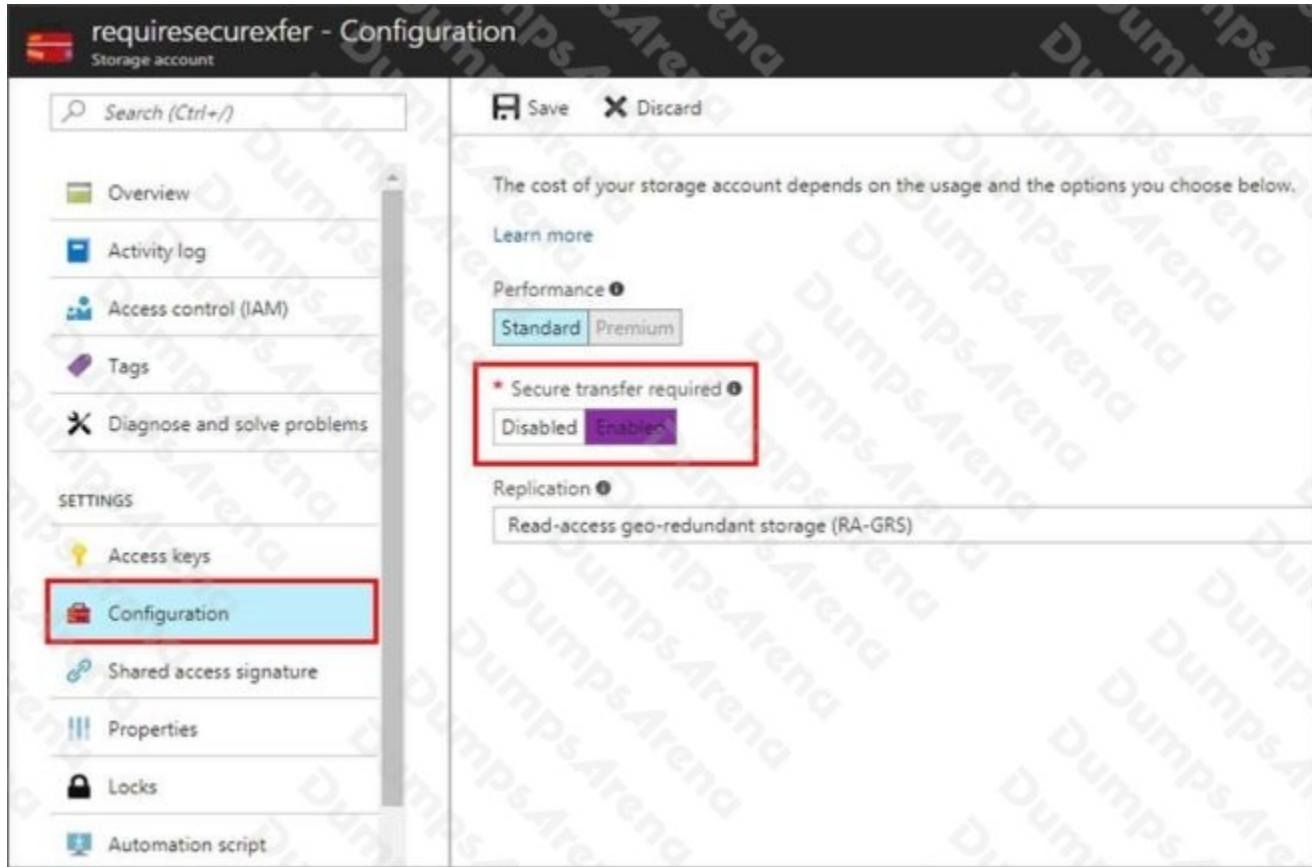 requiresecurexfer - Configuration
Storage account
Search (Ctrl+/)
Overview
Activity log
Access control (IAM)
Tags
Diagnose and solve problems
SETTINGS
Access keys
Configuration
Shared access signature
Properties
Locks
Automation script
Save Discard
The cost of your storage account depends on the usage and the options you choose below.
Learn more
Performance
Standard Premium
* Secure transfer required
Disabled Enabled
Replication
Read-access geo-redundant storage (RA-GRS)
DumpsArena